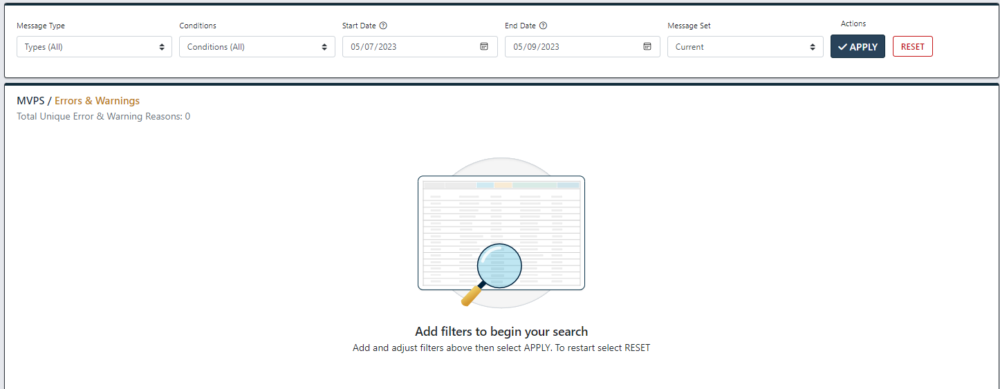 Message Type
Conditions
Start Date
End Date
Message Set
Actions
Types (All)
Conditions (All)
05/07/2023
05/09/2023
Current
APPLY
RESET
MVPS / Errors & Warnings
Total Unique Error & Warning Reasons: 0
Add filters to begin your search
Add and adjust filters above then select APPLY. To restart select RESET